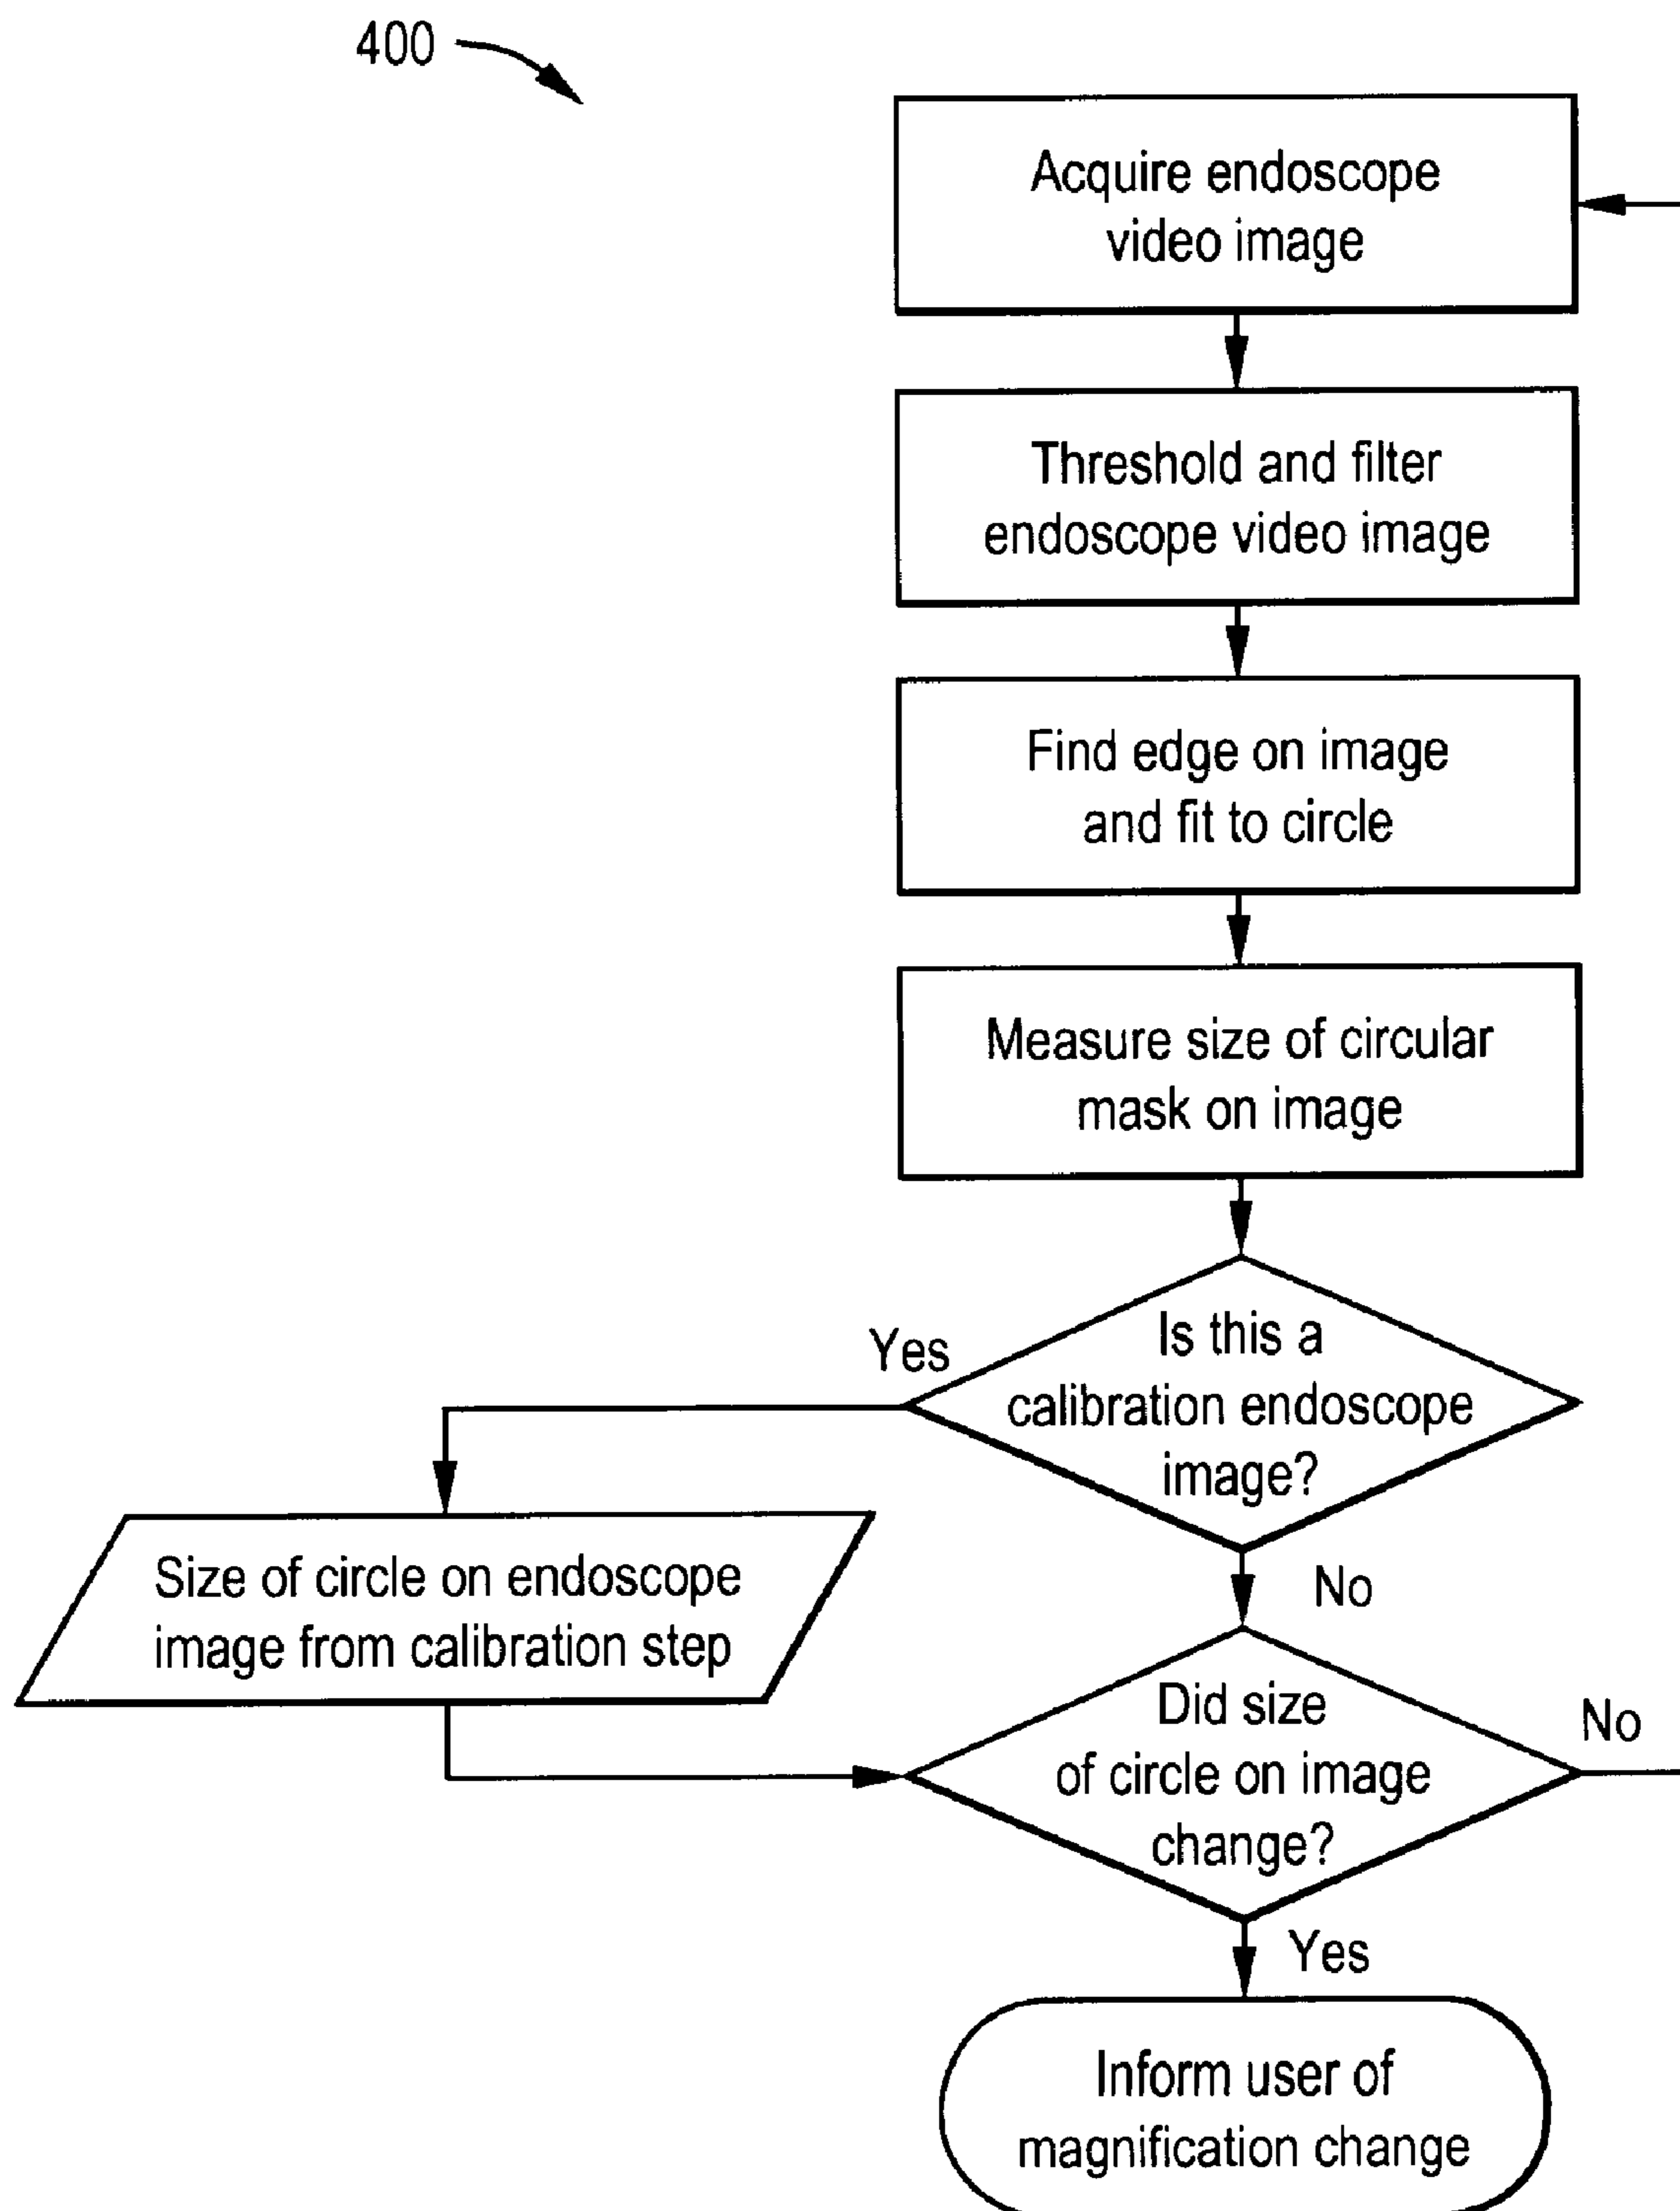 400
Acquire endoscope
video image
Threshold and filter
endoscope video image
Find edge on image
and fit to circle
Measure size of circular
mask on image
Is this a
calibration endoscope
image?
Yes
No
Size of circle on endoscope
image from calibration step
Did size
of circle on image
change?
No
Yes
Inform user of
magnification change